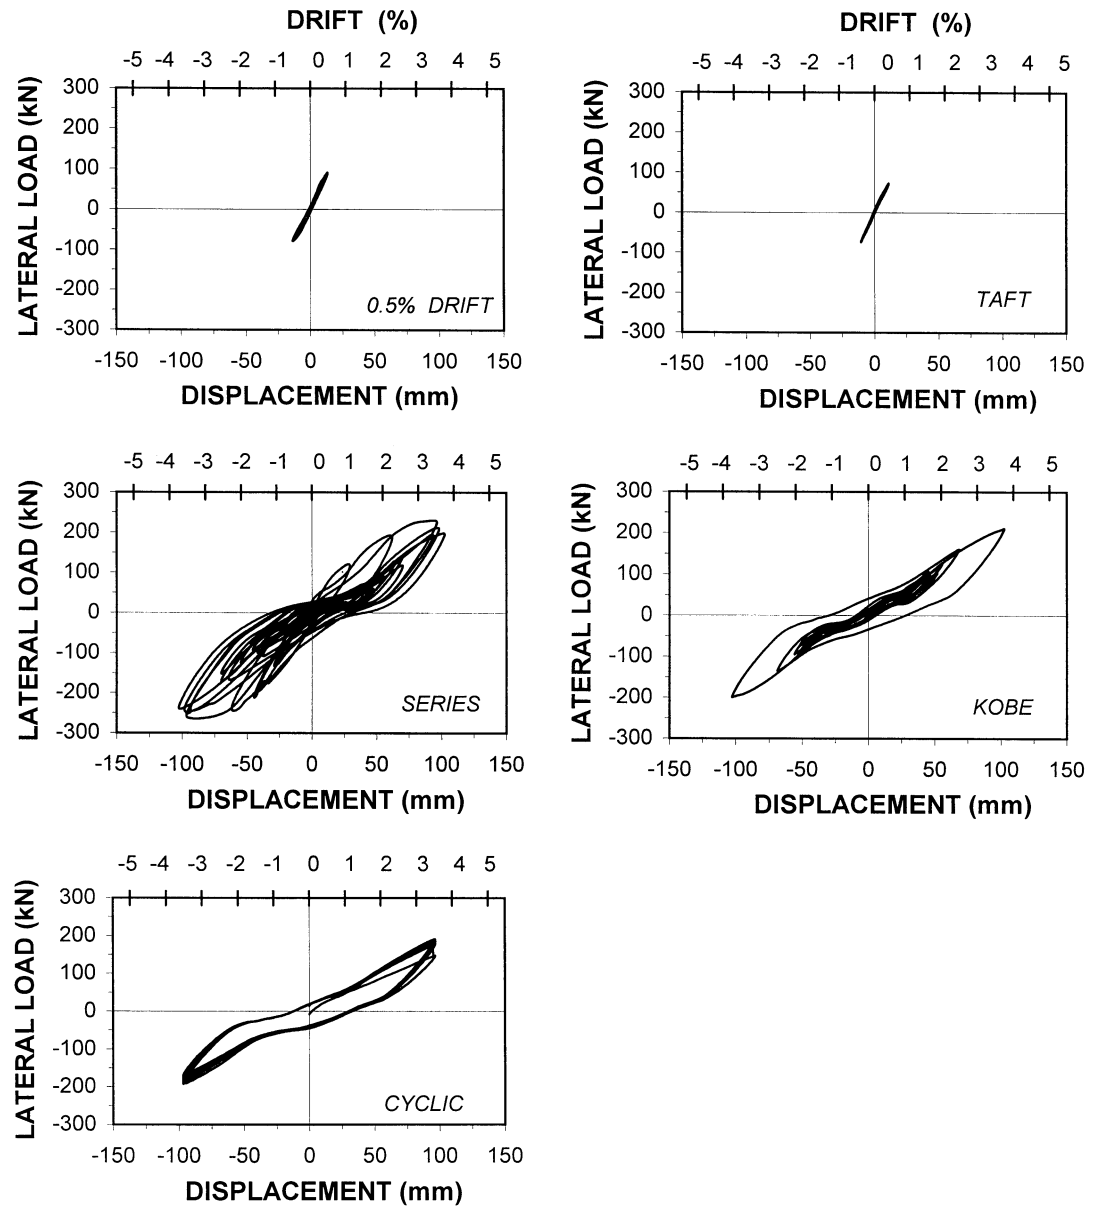 DRIFT (%)
-5 -4 -3 -2 -1 0 1 2 3 4 5
300
200
100
0
-100
-200
-300
LATERAL LOAD (kN)
0.5% DRIFT
-150 -100 -50 0 50 100 150
DISPLACEMENT (mm)
DRIFT (%)
-5 -4 -3 -2 -1 0 1 2 3 4 5
300
200
100
0
-100
-200
-300
LATERAL LOAD (kN)
TAFT
-150 -100 -50 0 50 100 150
DISPLACEMENT (mm)
-5 -4 -3 -2 -1 0 1 2 3 4 5
300
200
100
0
-100
-200
-300
LATERAL LOAD (kN)
SERIES
-150 -100 -50 0 50 100 150
DISPLACEMENT (mm)
-5 -4 -3 -2 -1 0 1 2 3 4 5
300
200
100
0
-100
-200
-300
LATERAL LOAD (kN)
KOBE
-150 -100 -50 0 50 100 150
DISPLACEMENT (mm)
-5 -4 -3 -2 -1 0 1 2 3 4 5
300
200
100
0
-100
-200
-300
LATERAL LOAD (kN)
CYCLIC
-150 -100 -50 0 50 100 150
DISPLACEMENT (mm)